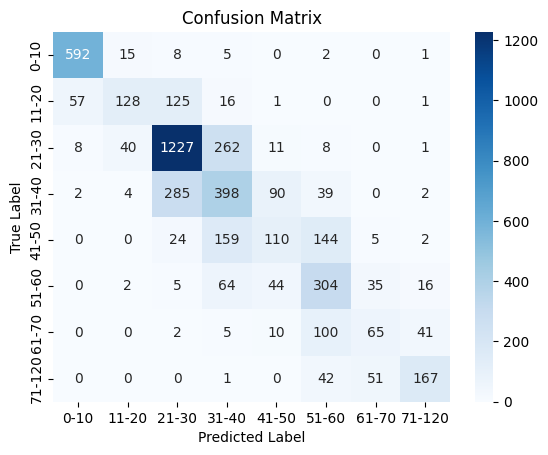 Confusion Matrix
0-10 592 15 8 5 0 2 0 1
11-20 57 128 125 16 1 0 0 1
21-30 8 40 1227 262 11 8 0 1
31-40 2 4 285 398 90 39 0 2
41-50 0 0 24 159 110 144 5 2
51-60 0 2 5 64 44 304 35 16
61-70 0 0 2 5 10 100 65 41
71-120 0 0 0 1 0 42 51 167
0-10 11-20 21-30 31-40 41-50 51-60 61-70 71-120
Predicted Label
True Label
1200
1000
800
600
400
200
0